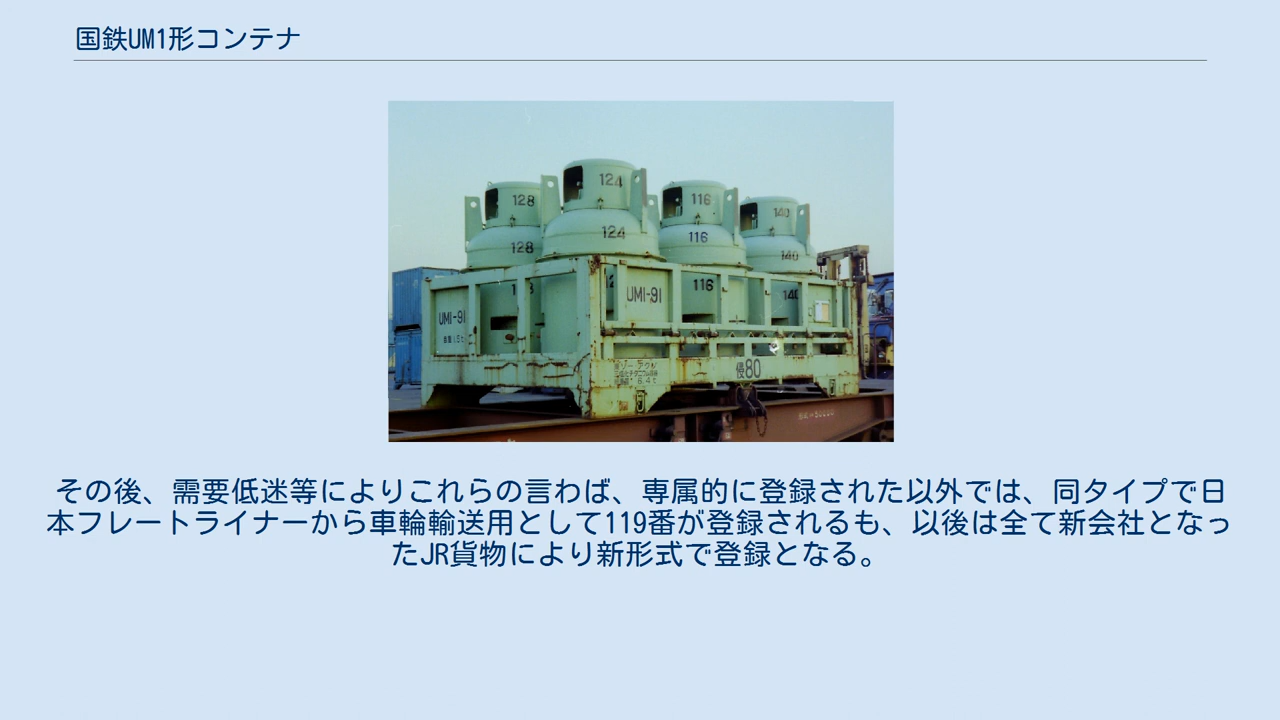 国鉄UM1形コンテナ
128
124
116
140
128
124
116
140
UM1-91
116
140
UM1-91
優80
その後、需要低迷等によりこれらの言わば、専属的に登録された以外では、同タイプで日
本フレートライナーから車輪輸送用として119番が登録されるも、以後は全て新会社となっ
たJR貨物により新形式で登録となる。